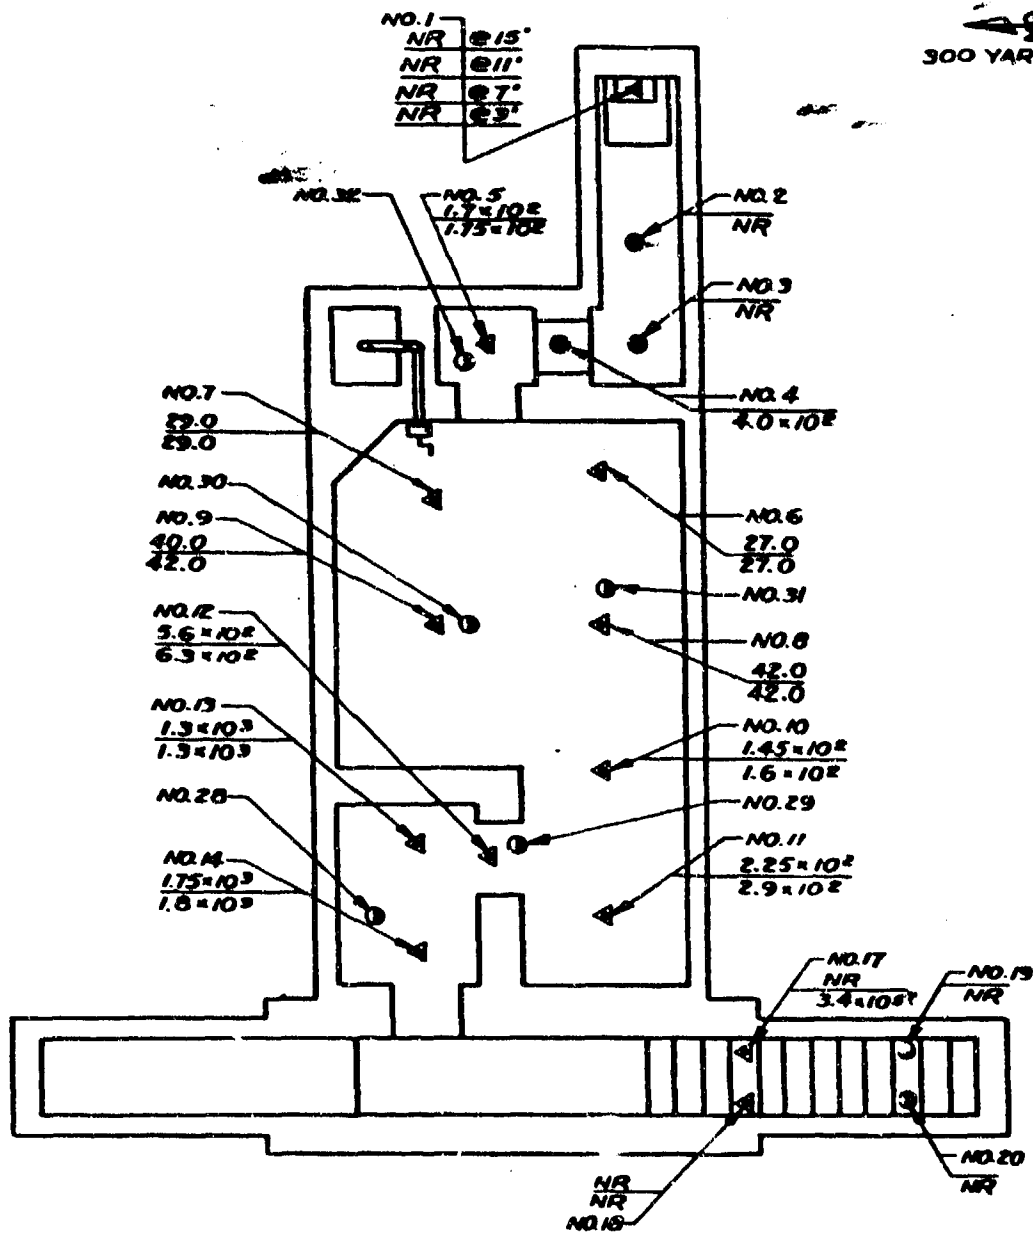 NO.1
NR @ 15"
NR @ 11"
NR @ 7"
NR @ 3"
300 YAR
NO.32
NO.5
1.7×10²
1.75×10²
NO.2
NR
NO.3
NR
NO.7
29.0
29.0
NO.4
4.0×10²
NO.30
NO.9
40.0
42.0
NO.6
27.0
27.0
NO.31
NO.12
5.6×10²
6.3×10²
NO.8
42.0
42.0
NO.13
1.3×10³
1.3×10³
NO.10
1.45×10²
1.6×10²
NO.28
NO.29
NO.14
1.75×10³
1.8×10³
NO.11
2.25×10²
2.9×10²
NO.17
NR
NO.19
NR
NO.20
NR
NR
NR
NO.18